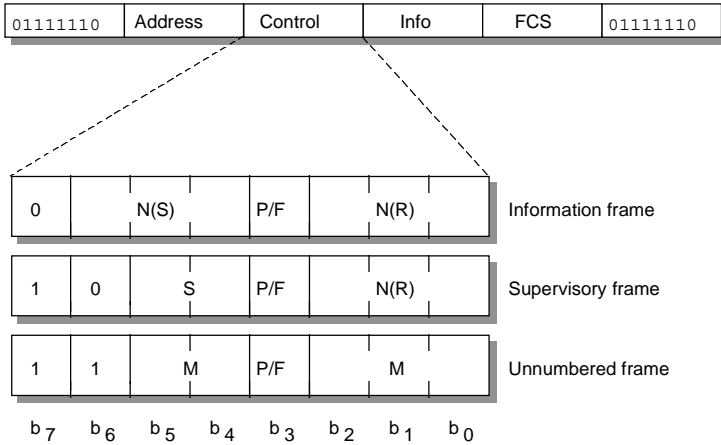 01111110 Address Control Info FCS 01111110
0 N(S) P/F N(R) Information frame
1 0 S P/F N(R) Supervisory frame
1 1 M P/F M Unnumbered frame
b7 b6 b5 b4 b3 b2 b1 b0